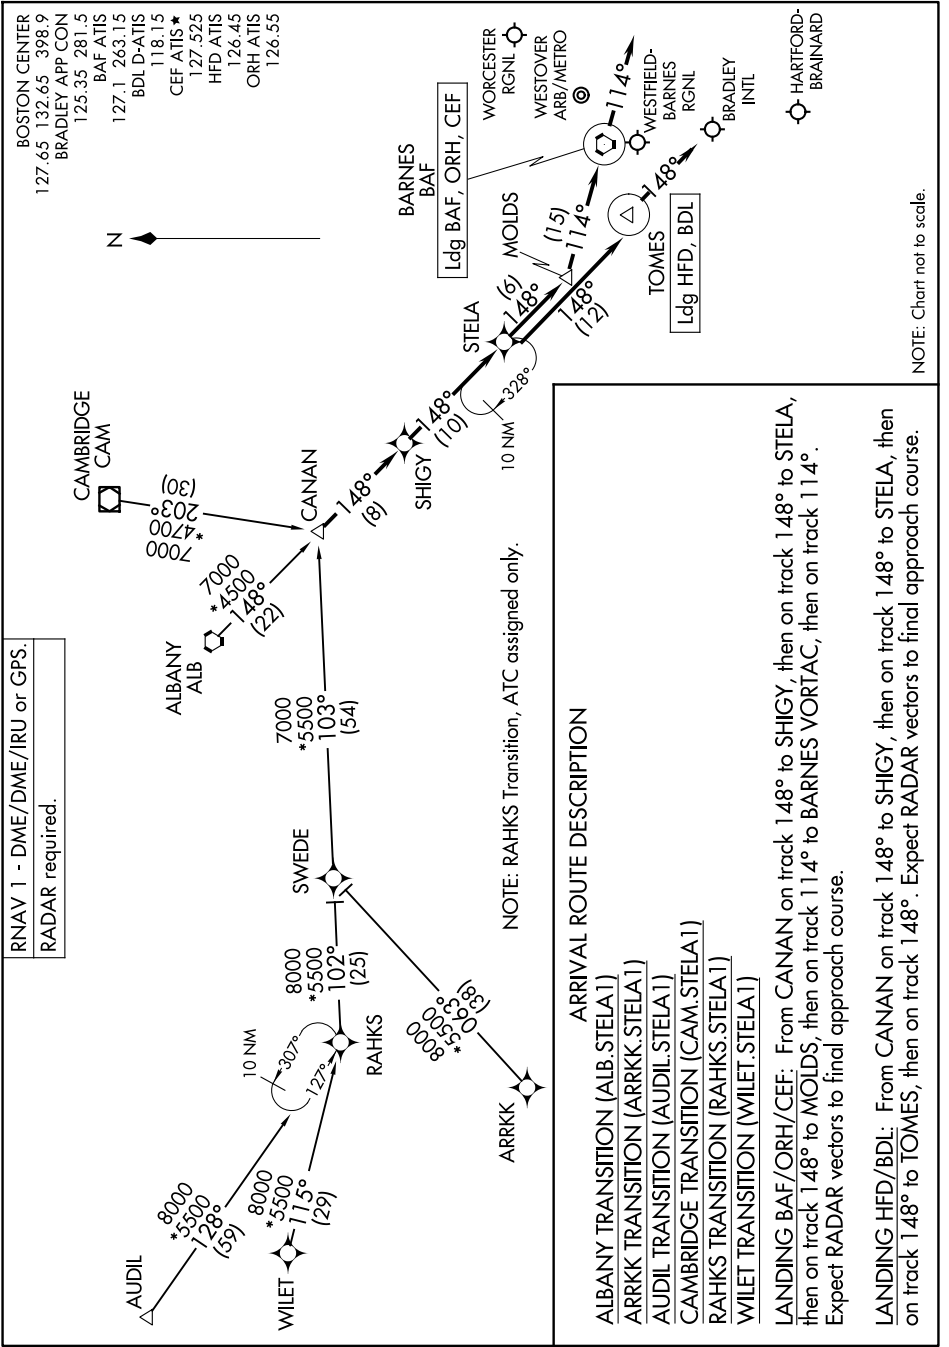 RNAV 1 - DME/DME/IRU or GPS.
RADAR required.
BOSTON CENTER
127.65 132.65 398.9
BRADLEY APP CON
125.35 281.5
BAF ATIS
127.1 263.15
BDL D-ATIS
118.15
CEF ATIS★
127.525
HFD ATIS
126.45
ORH ATIS
126.55
N
CAMBRIDGE
CAM
7000
*4700
203°
(30)
ALBANY
ALB
7000
*4500
148°
(22)
CANAN
148°
(8)
SHIGY
148°
(10)
STELA
10 NM
328°
(6)
148°
MOLDS
(15)
114°
148°
(12)
BARNES
BAF
Ldg BAF, ORH, CEF
114°
TOMES
Ldg HFD, BDL
148°
WORCESTER
RGNL
WESTOVER
ARB/METRO
WESTFIELD-
BARNES
RGNL
BRADLEY
INTL
HARTFORD-
BRAINARD
AUDIL
8000
*5500
128°
(59)
WILET
8000
*5500
115°
(29)
10 NM
307°
127°
RAHKS
8000
*5500
102°
(25)
SWEDE
7000
*5500
103°
(54)
ARRKK
8000
*5500
063°
(38)
NOTE: RAHKS Transition, ATC assigned only.
NOTE: Chart not to scale.
ARRIVAL ROUTE DESCRIPTION
ALBANY TRANSITION (ALB.STELA1)
ARRKK TRANSITION (ARRKK.STELA1)
AUDIL TRANSITION (AUDIL.STELA1)
CAMBRIDGE TRANSITION (CAM.STELA1)
RAHKS TRANSITION (RAHKS.STELA1)
WILET TRANSITION (WILET.STELA1)
LANDING BAF/ORH/CEF: From CANAN on track 148° to SHIGY, then on track 148° to STELA,
then on track 148° to MOLDS, then on track 114° to BARNES VORTAC, then on track 114°.
Expect RADAR vectors to final approach course.
LANDING HFD/BDL: From CANAN on track 148° to SHIGY, then on track 148° to STELA, then
on track 148° to TOMES, then on track 148°. Expect RADAR vectors to final approach course.